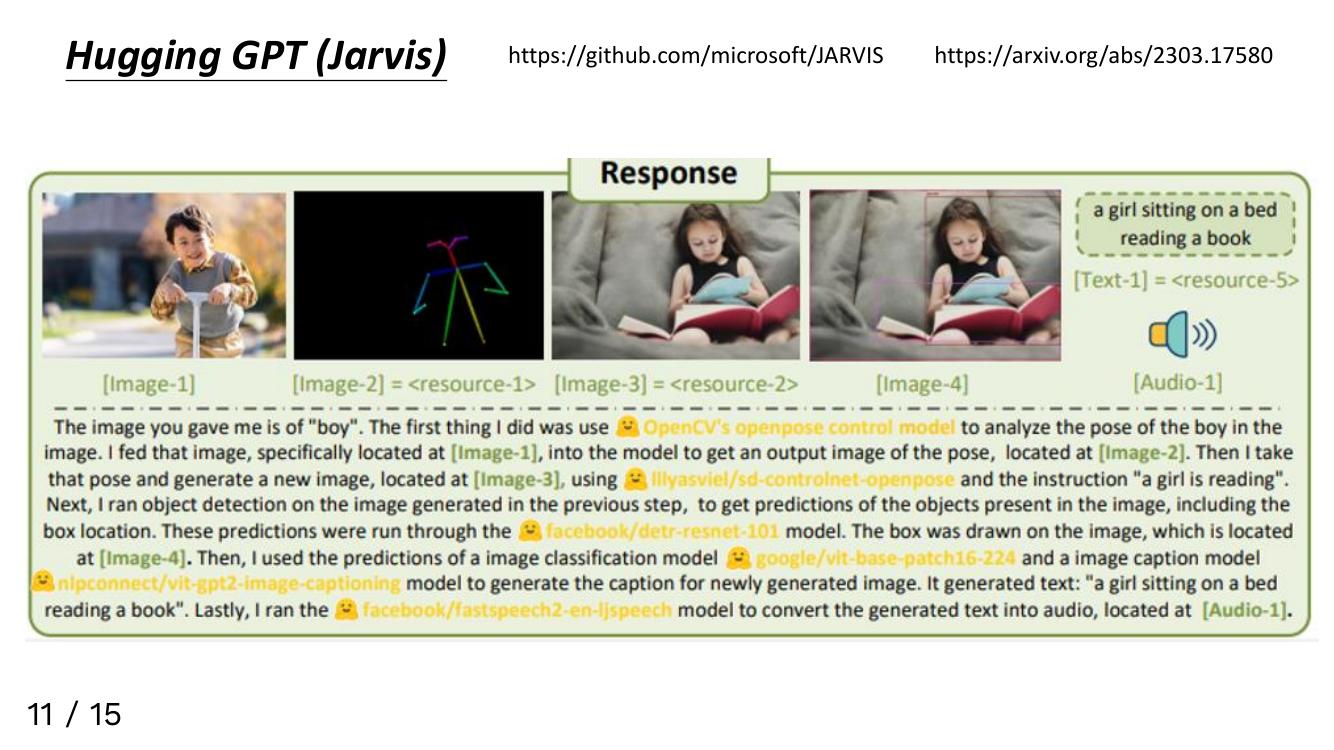 Hugging GPT (Jarvis)
https://github.com/microsoft/JARVIS
https://arxiv.org/abs/2303.17580
Response
a girl sitting on a bed
reading a book
[Text-1] = <resource-5>
[Image-1]
[Image-2] = <resource-1>
[Image-3] = <resource-2>
[Image-4]
[Audio-1]
The image you gave me is of "boy". The first thing I did was use OpenCV's openpose control model to analyze the pose of the boy in the
image. I fed that image, specifically located at [Image-1], into the model to get an output image of the pose, located at [Image-2]. Then I take
that pose and generate a new image, located at [Image-3], using lllyasviel/sd-controlnet-openpose and the instruction "a girl is reading".
Next, I ran object detection on the image generated in the previous step, to get predictions of the objects present in the image, including the
box location. These predictions were run through the facebook/detr-resnet-101 model. The box was drawn on the image, which is located
at [Image-4]. Then, I used the predictions of a image classification model google/vit-base-patch16-224 and a image caption model
nlpconnect/vit-gpt2-image-captioning model to generate the caption for newly generated image. It generated text: "a girl sitting on a bed
reading a book". Lastly, I ran the facebook/fastspeech2-en-ljspeech model to convert the generated text into audio, located at [Audio-1].
11 / 15